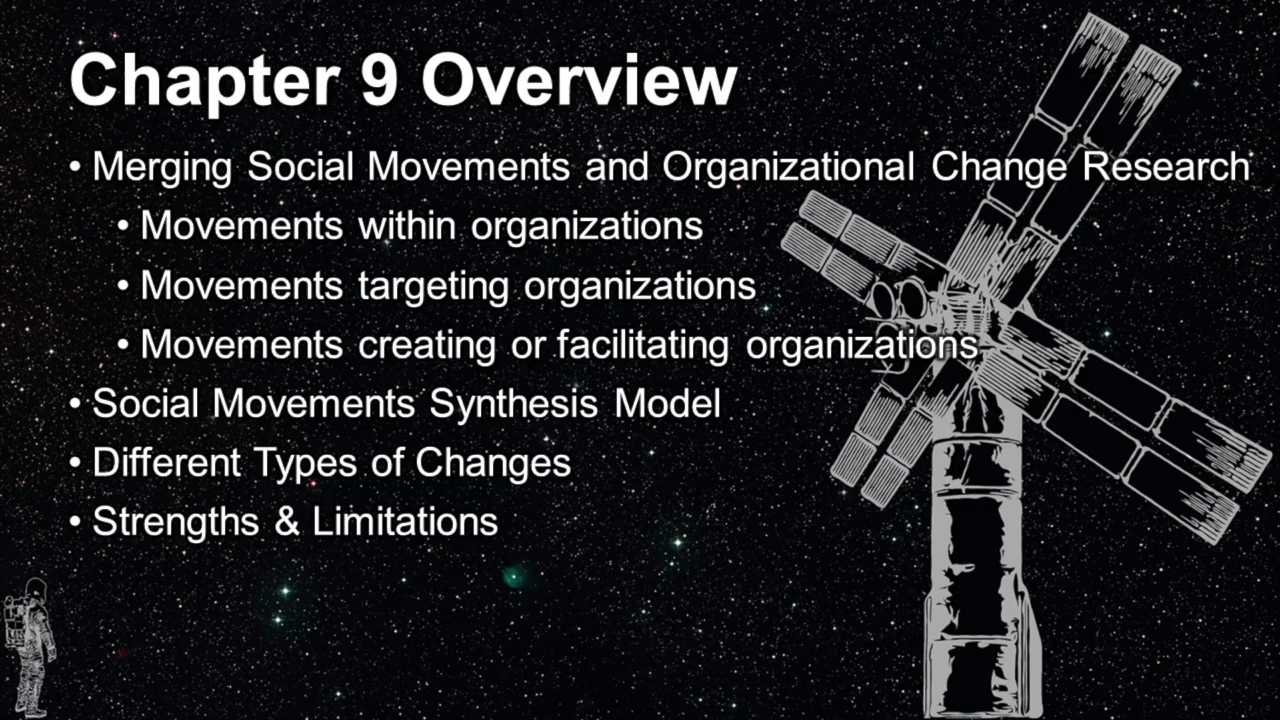 Chapter 9 Overview
• Merging Social Movements and Organizational Change Research
• Movements within organizations
• Movements targeting organizations
• Movements creating or facilitating organizations
• Social Movements Synthesis Model
• Different Types of Changes
• Strengths & Limitations